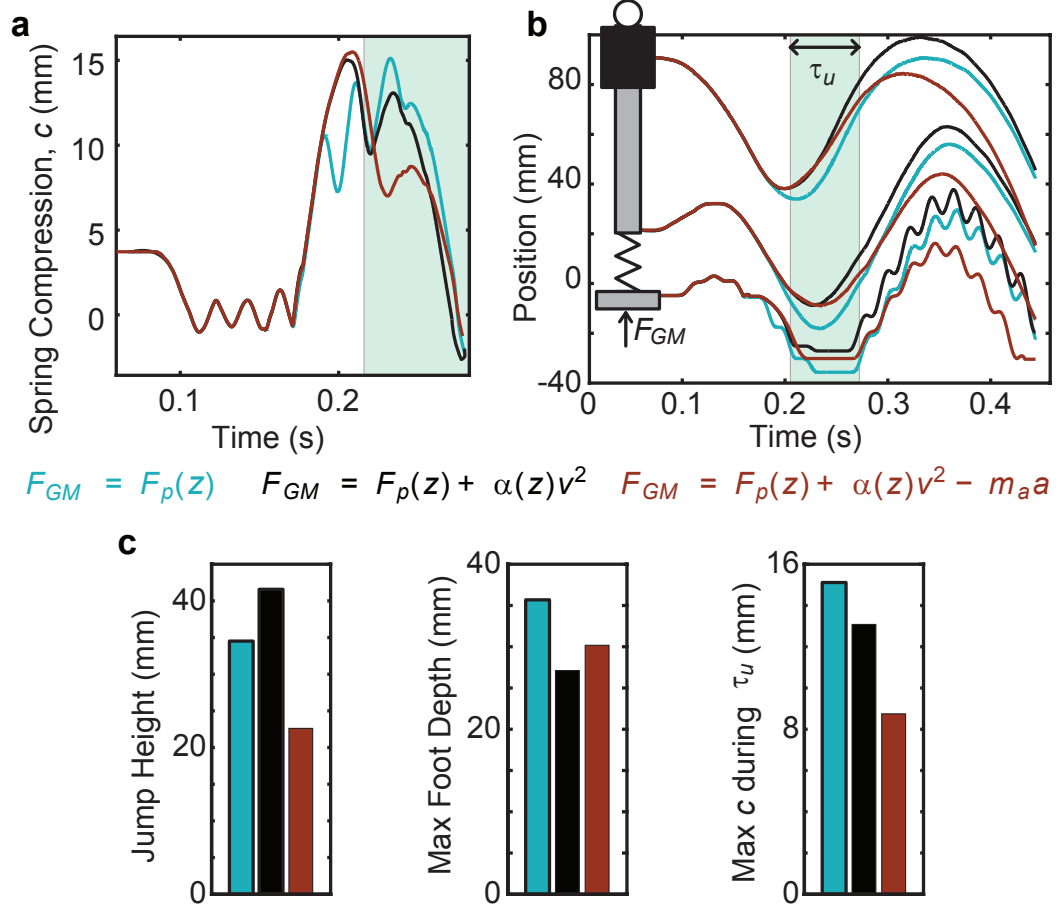 a
Spring Compression, c (mm)
15
10
5
0
0.1
0.2
Time (s)
b
Position (mm)
80
40
0
-40
τu
FGM
0
0.1
0.2
0.3
0.4
Time (s)
FGM = Fp(z)
FGM = Fp(z) + α(z)v²
FGM = Fp(z) + α(z)v² − maa
c
Jump Height (mm)
40
20
0
Max Foot Depth (mm)
40
20
0
Max c during τu (mm)
16
8
0